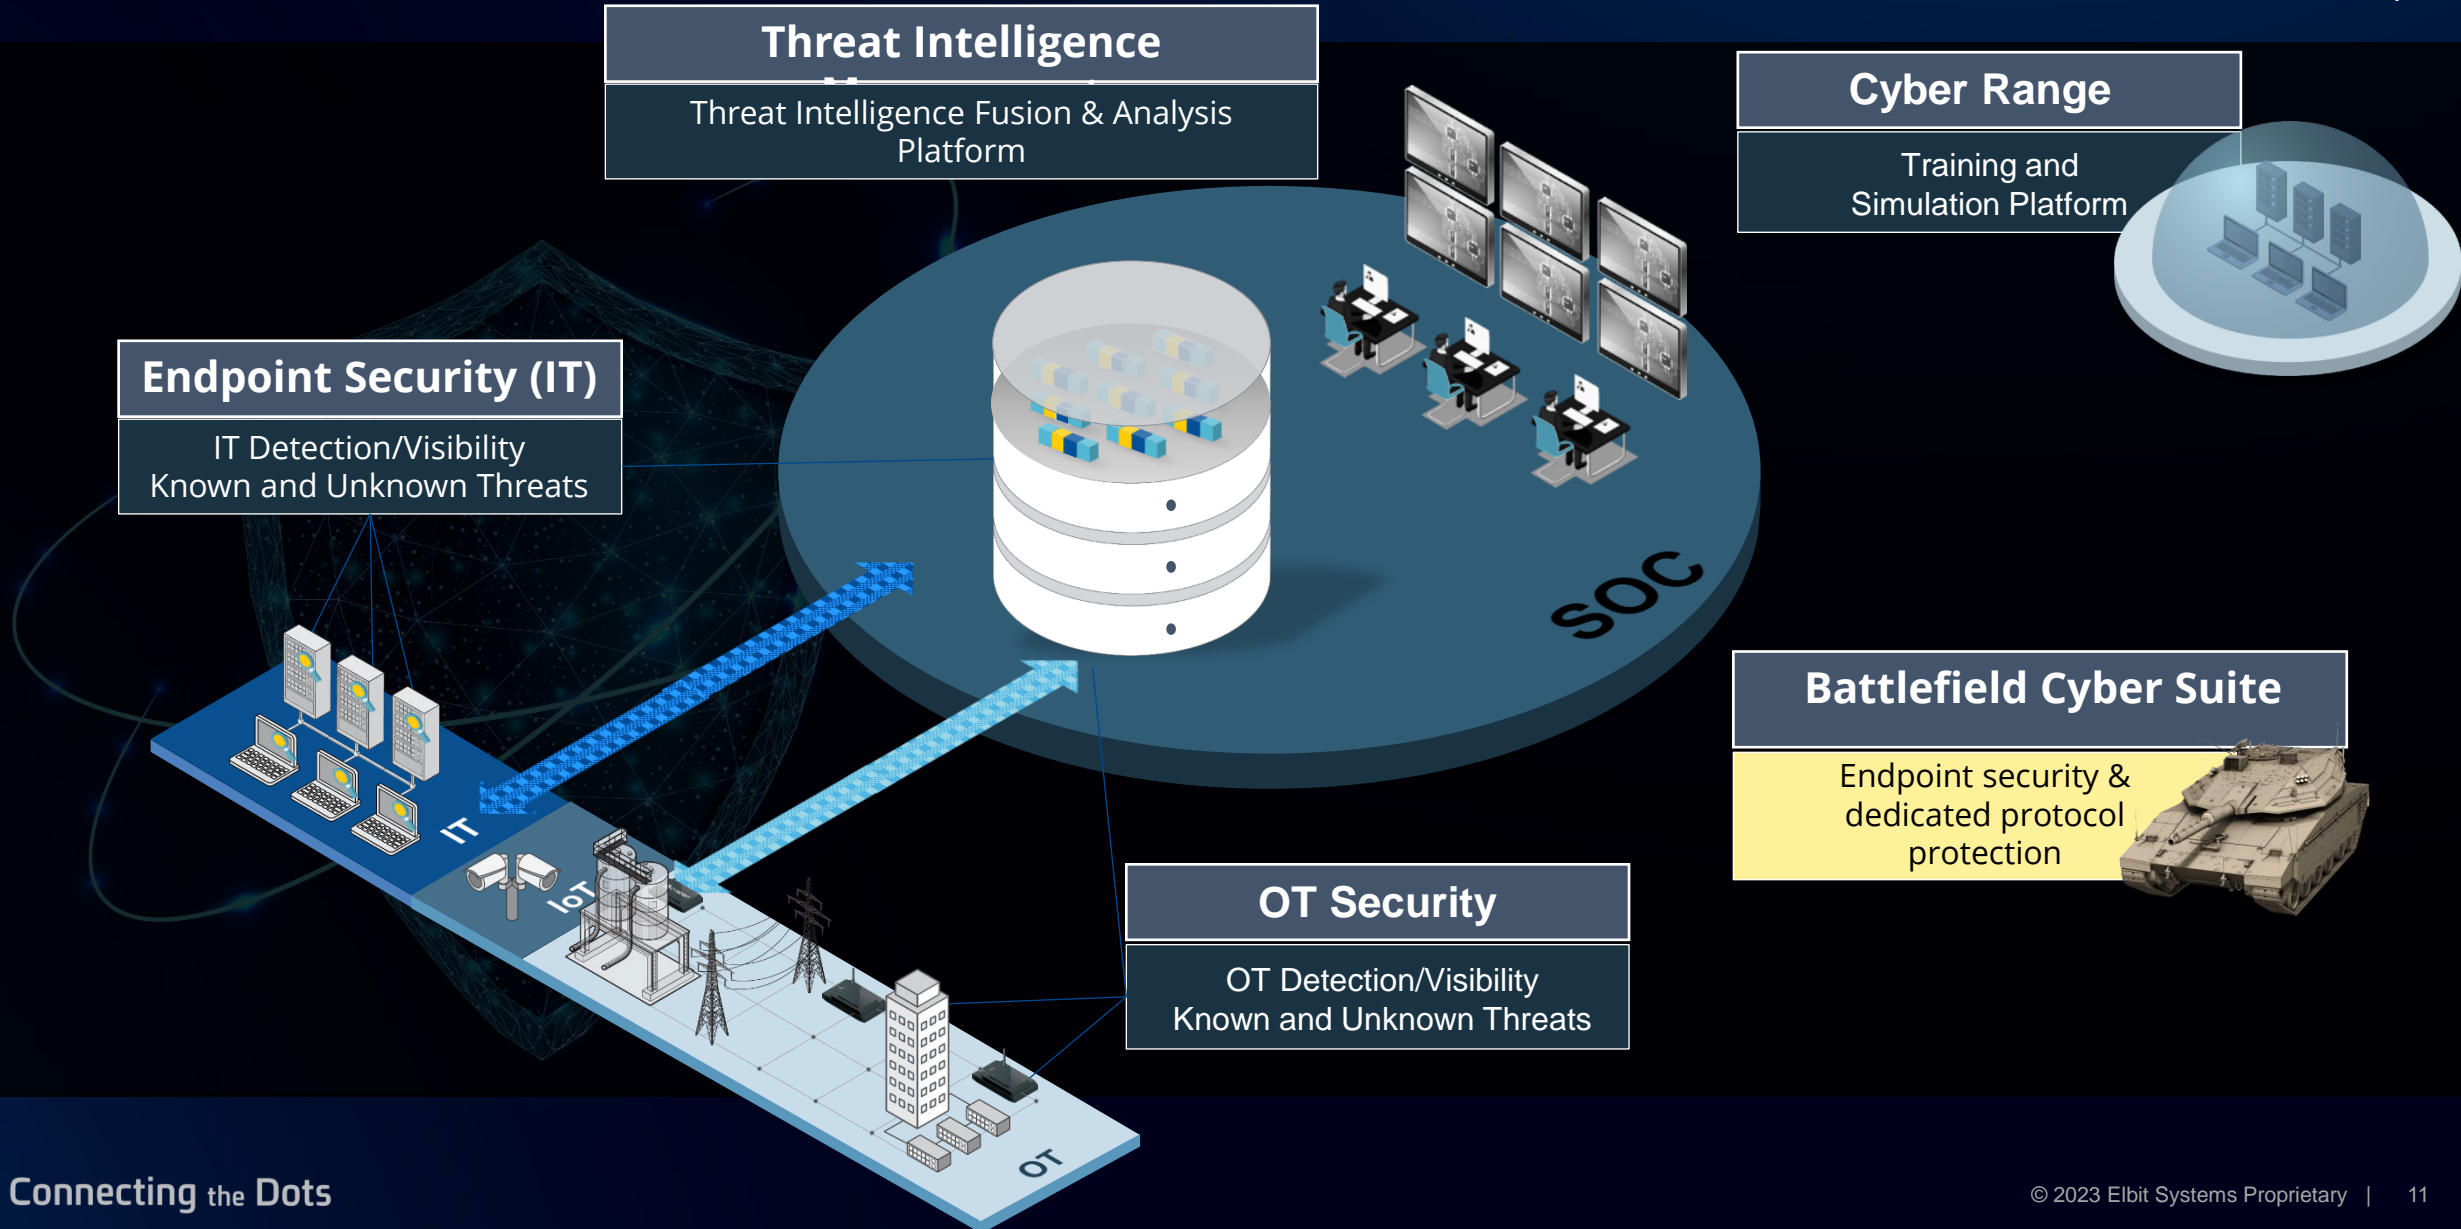 Threat Intelligence
Threat Intelligence Fusion & Analysis
Platform
Cyber Range
Training and
Simulation Platform
Endpoint Security (IT)
IT Detection/Visibility
Known and Unknown Threats
SOC
Battlefield Cyber Suite
Endpoint security &
dedicated protocol
protection
IT
IoT
OT Security
OT Detection/Visibility
Known and Unknown Threats
OT
Connecting the Dots
© 2023 Elbit Systems Proprietary | 11